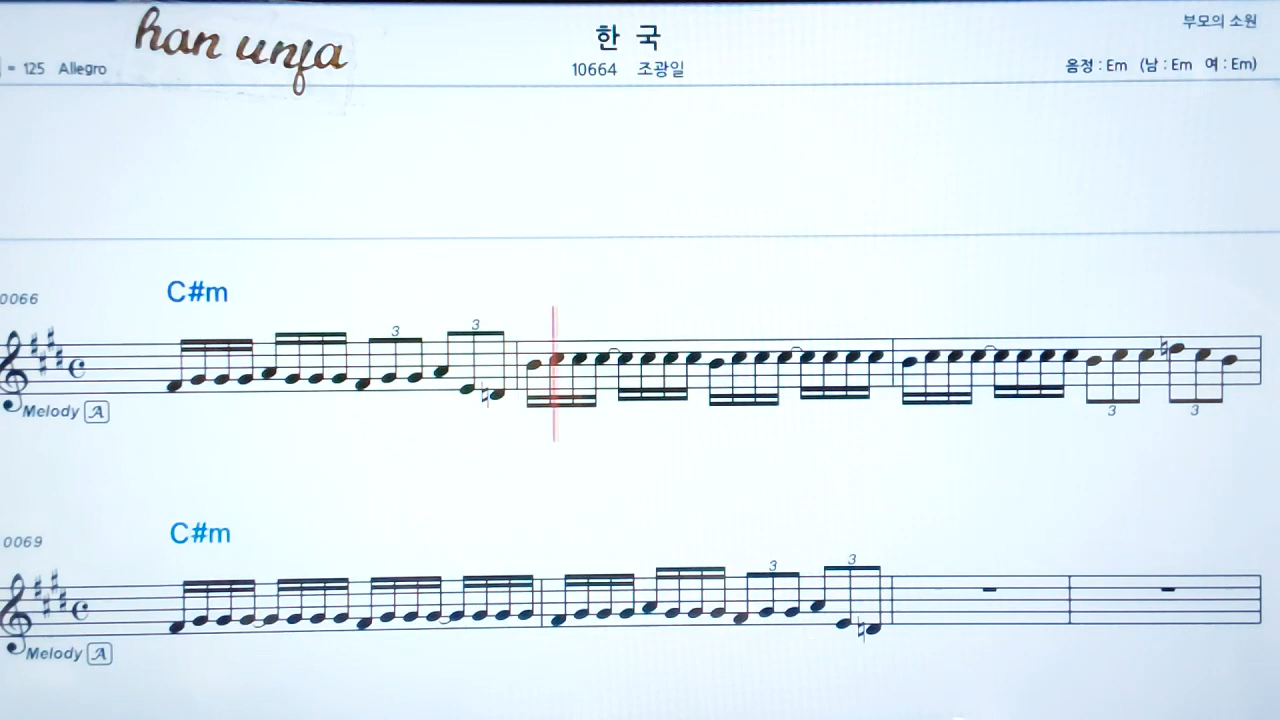 han unja
한국
부모의 소원
= 125 Allegro
10664 조광일
음정 : Em (남 : Em 여 : Em)
0066
C#m
3
3
Melody A
3
3
0069
C#m
3
3
Melody A